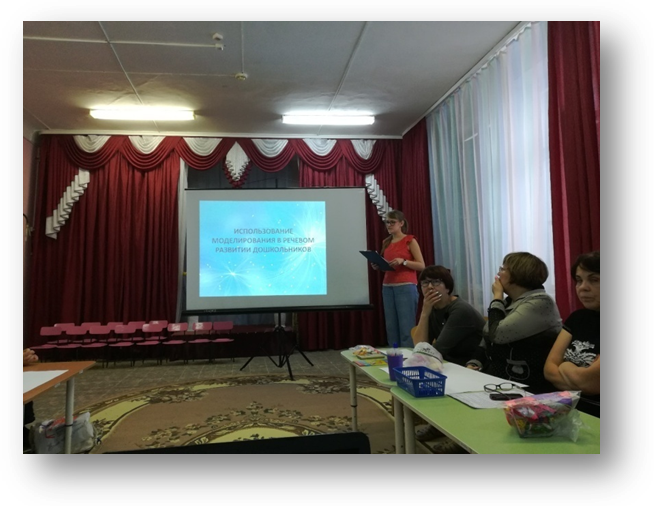 ИСПОЛЬЗОВАНИЕ
МОДЕЛИРОВАНИЯ В РЕЧЕВОМ
РАЗВИТИИ ДОШКОЛЬНИКОВ